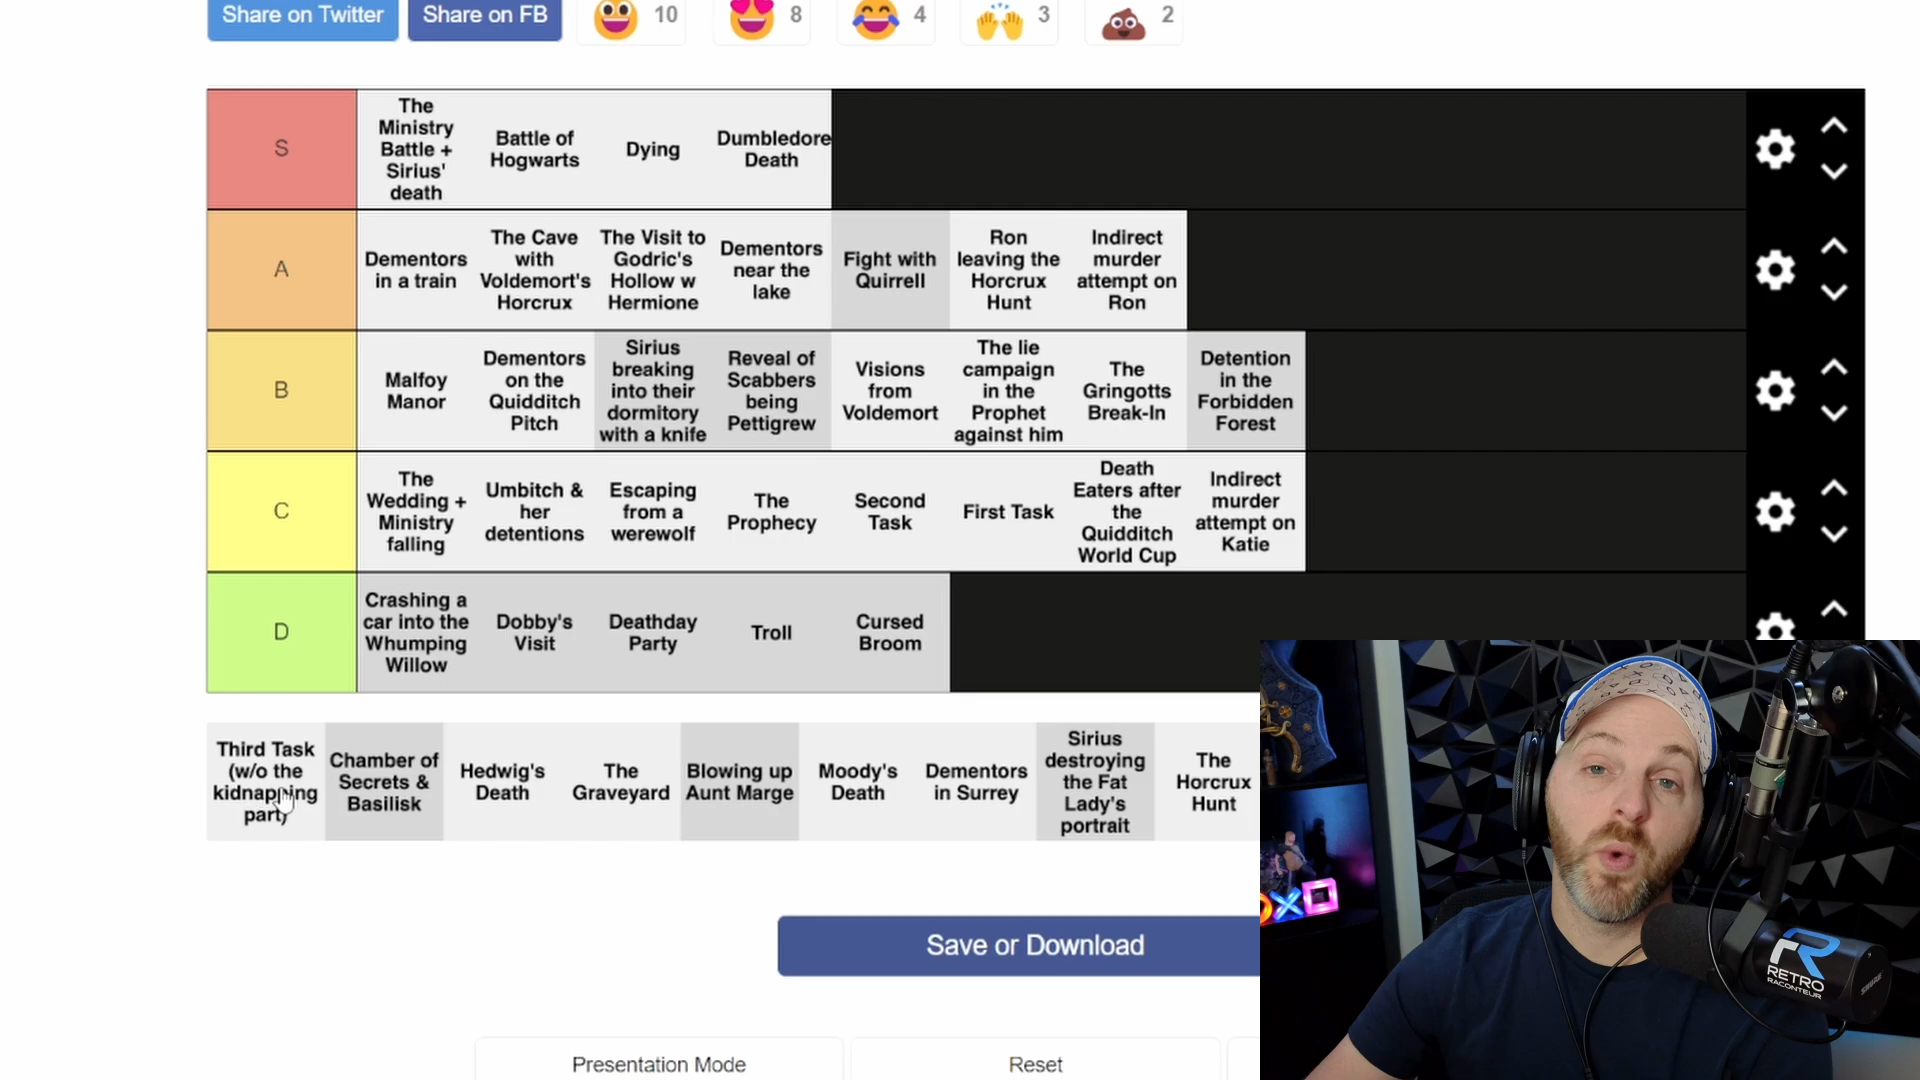 Share on Twitter
Share on FB
10
8
4
3
2
S
The
Ministry
Battle +
Sirius'
death
Battle of
Hogwarts
Dying
Dumbledore
Death
A
Dementors
in a train
The Cave
with
Voldemort's
Horcrux
The Visit to
Godric's
Hollow w
Hermione
Dementors
near the
lake
Fight with
Quirrell
Ron
leaving the
Horcrux
Hunt
Indirect
murder
attempt on
Ron
B
Malfoy
Manor
Dementors
on the
Quidditch
Pitch
Sirius
breaking
into their
dormitory
with a knife
Reveal of
Scabbers
being
Pettigrew
Visions
from
Voldemort
The lie
campaign
in the
Prophet
against him
The
Gringotts
Break-In
Detention
in the
Forbidden
Forest
C
The
Wedding +
Ministry
falling
Umbitch &
her
detentions
Escaping
from a
werewolf
The
Prophecy
Second
Task
First Task
Death
Eaters after
the
Quidditch
World Cup
Indirect
murder
attempt on
Katie
D
Crashing a
car into the
Whumping
Willow
Dobby's
Visit
Deathday
Party
Troll
Cursed
Broom
Third Task
(w/o the
kidnapping
part)
Chamber of
Secrets &
Basilisk
Hedwig's
Death
The
Graveyard
Blowing up
Aunt Marge
Moody's
Death
Dementors
in Surrey
Sirius
destroying
the Fat
Lady's
portrait
The
Horcrux
Hunt
Save or Download
Presentation Mode
Reset
RETRO
RACONTEUR